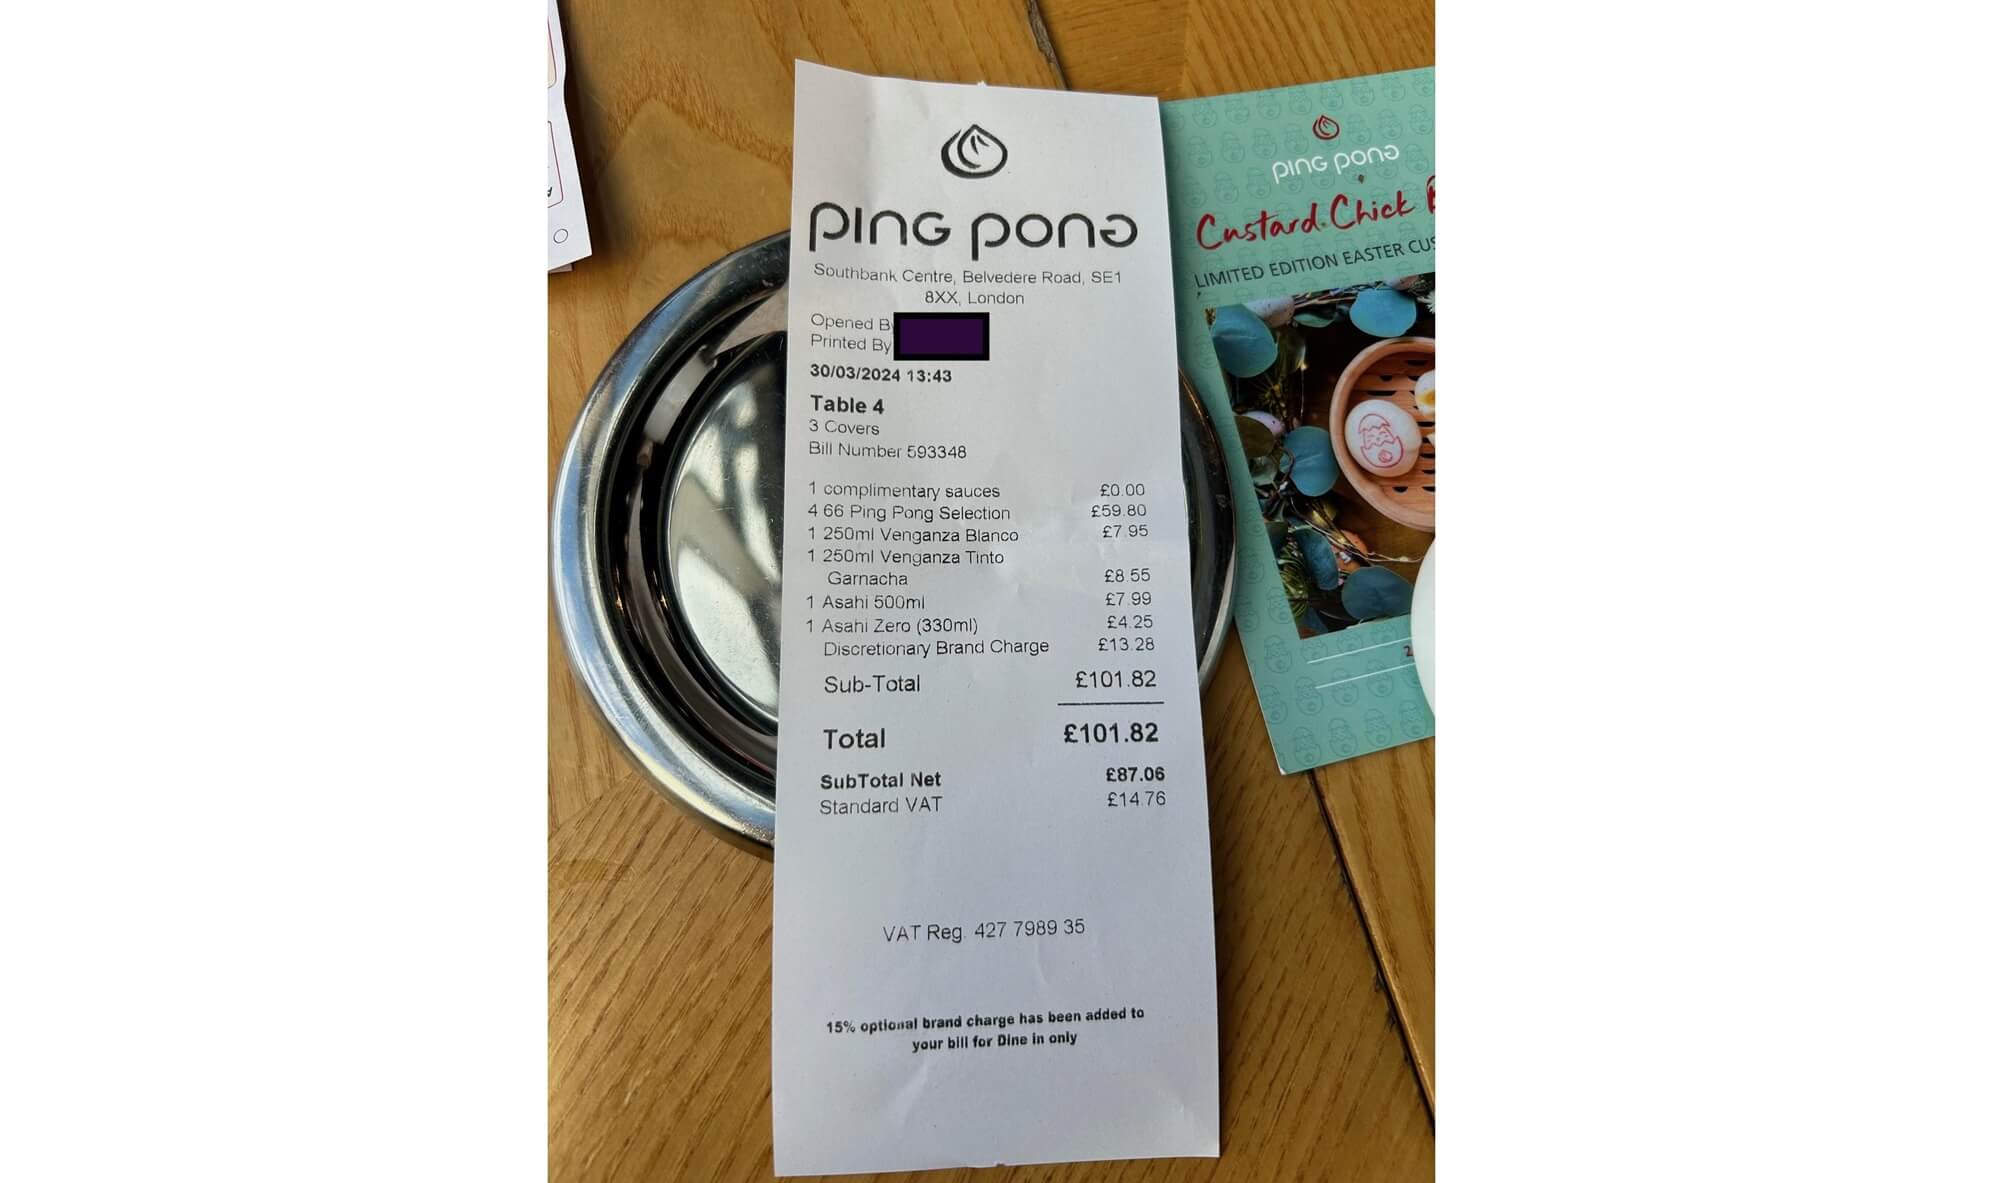 ping pong
Southbank Centre, Belvedere Road, SE1
8XX, London
Opened B
Printed By
30/03/2024 13:43
Table 4
3 Covers
Bill Number 593348
1 complimentary sauces £0.00
4 66 Ping Pong Selection £59.80
1 250ml Venganza Blanco £7.95
1 250ml Venganza Tinto
Garnacha £8.55
1 Asahi 500ml £7.99
1 Asahi Zero (330ml) £4.25
Discretionary Brand Charge £13.28
Sub-Total £101.82
Total £101.82
SubTotal Net £87.06
Standard VAT £14.76
VAT Reg. 427 7989 35
15% optional brand charge has been added to
your bill for Dine in only
ping pong
Custard Chick
LIMITED EDITION EASTER